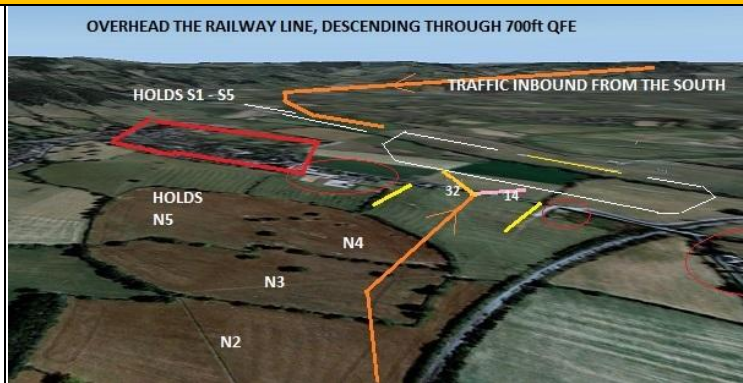 OVERHEAD THE RAILWAY LINE, DESCENDING THROUGH 700ft QFE
HOLDS S1 - S5
TRAFFIC INBOUND FROM THE SOUTH
32
14
HOLDS
N5
N4
N3
N2